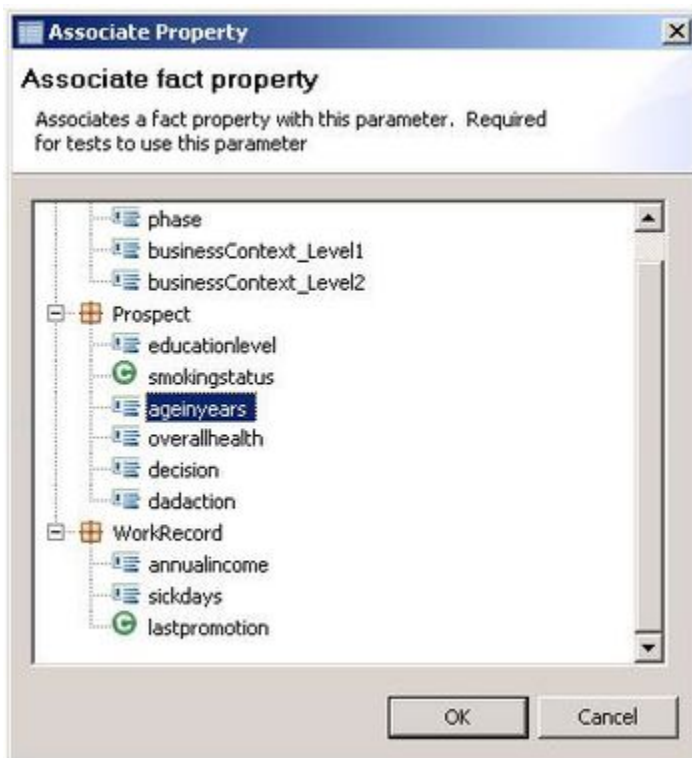 Associate Property
Associate fact property
Associates a fact property with this parameter. Required
for tests to use this parameter
phase
businessContext_Level1
businessContext_Level2
Prospect
educationlevel
smokingstatus
ageinyears
overallhealth
decision
dadaction
WorkRecord
annualincome
sickdays
lastpromotion
OK
Cancel